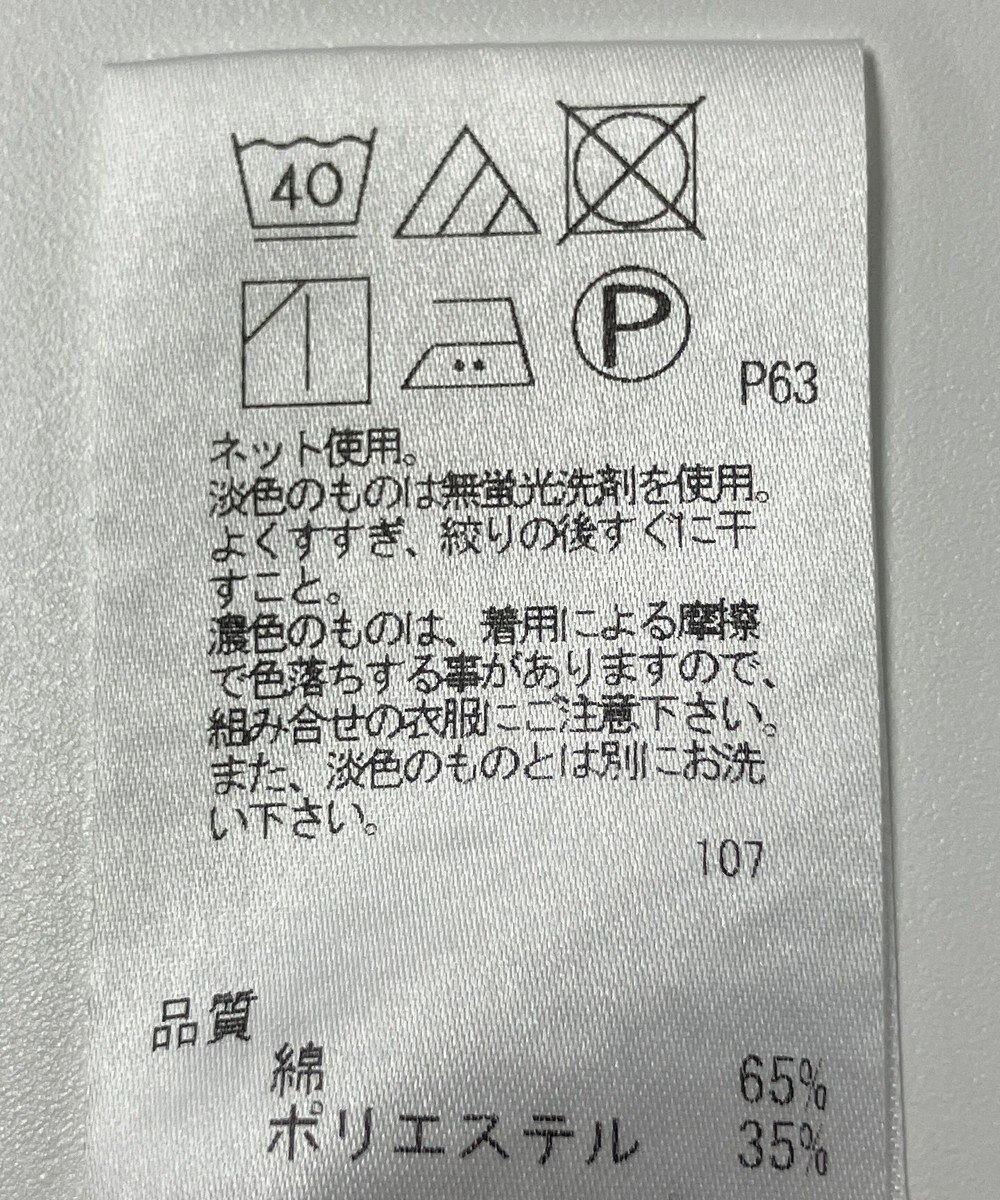 40
P
P63
ネット使用。
淡色のものは無蛍光洗剤を使用。
よくすすぎ、絞りの後すぐに干
すこと。
濃色のものは、着用による摩擦
で色落ちする事がありますので、
組み合せの衣服にご注意下さい。
また、淡色のものとは別にお洗
い下さい。
107
品質
綿 65%
ポリエステル 35%